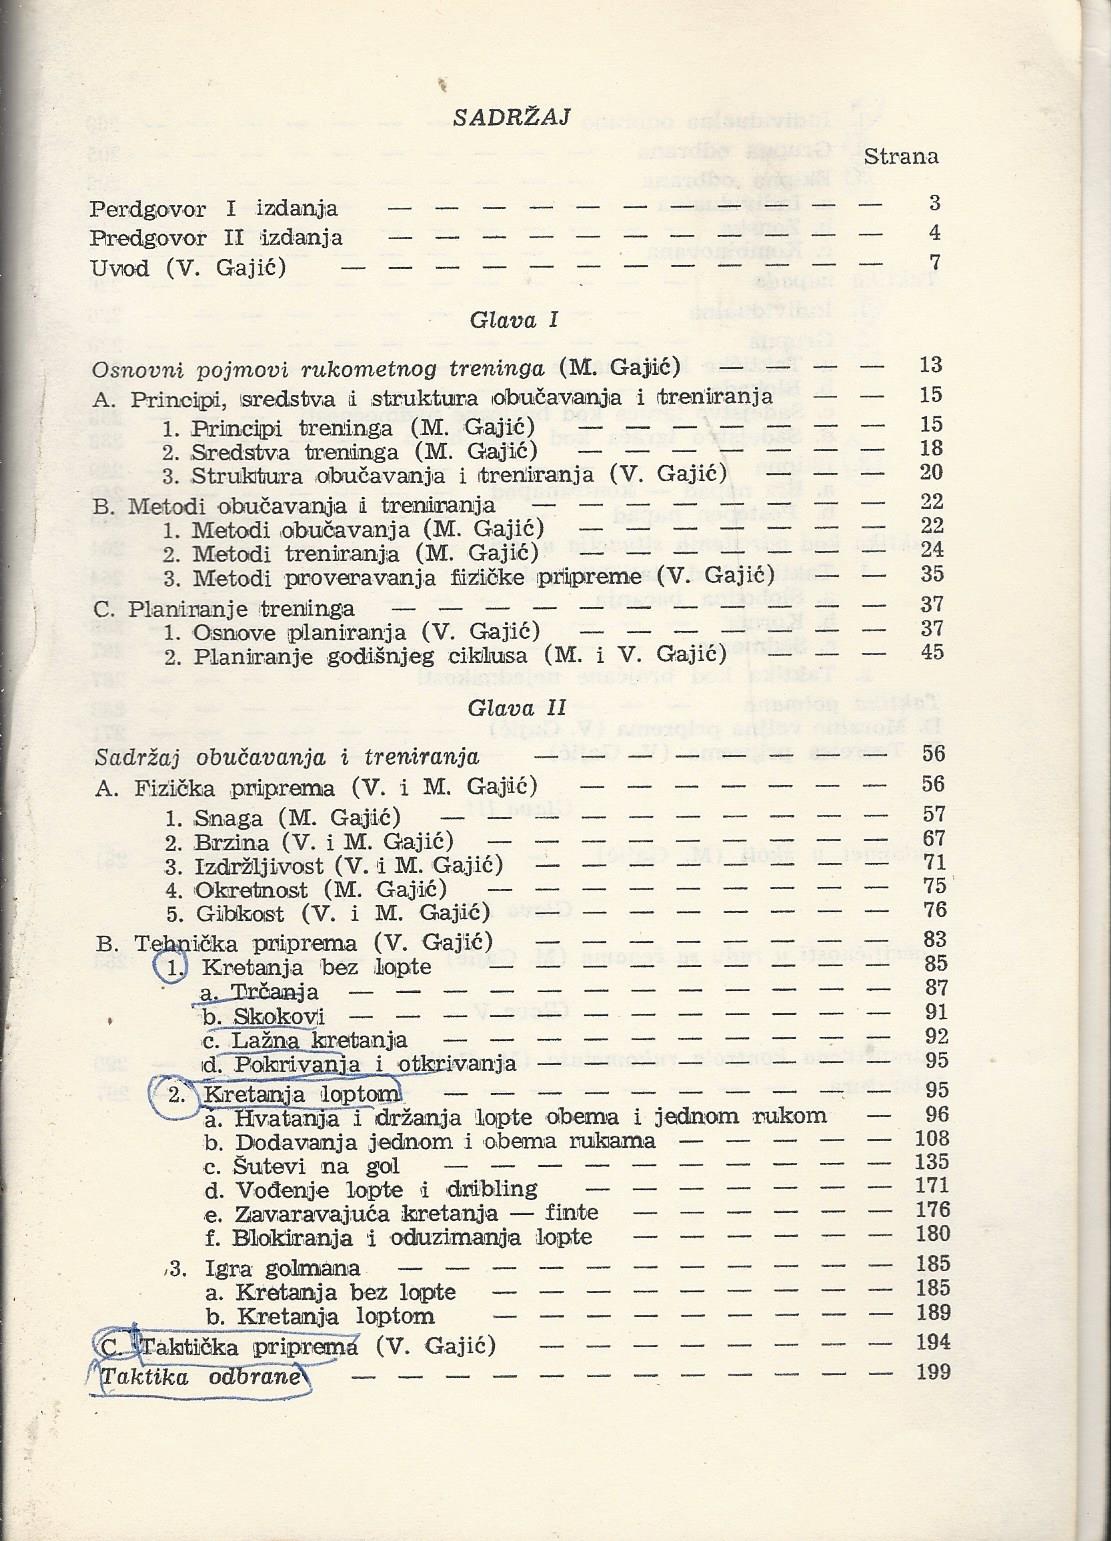 SADRŽAJ
Strana
Perdgovor I izdanja — — — — — — — — — — — — — 3
Predgovor II izdanja — — — — — — — — — — — — — 4
Uvod (V. Gajić) — — — — — — — — — — — — — — 7
Glava I
Osnovni pojmovi rukometnog treninga (M. Gajić) — — — — 13
A. Principi, sredstva i struktura obučavanja i treniranja — — 15
1. Principi treninga (M. Gajić) — — — — — — — — 15
2. Sredstva treninga (M. Gajić) — — — — — — — — 18
3. Struktura obučavanja i treniranja (V. Gajić) — — — — 20
B. Metodi obučavanja i treniranja — — — — — — — — — 22
1. Metodi obučavanja (M. Gajić) — — — — — — — — 22
2. Metodi treniranja (M. Gajić) — — — — — — — — 24
3. Metodi proveravanja fizičke pripreme (V. Gajić) — — — 35
C. Planiranje treninga — — — — — — — — — — — — — 37
1. Osnove planiranja (V. Gajić) — — — — — — — — 37
2. Planiranje godišnjeg ciklusa (M. i V. Gajić) — — — — 45
Glava II
Sadržaj obučavanja i treniranja — — — — — — — — — 56
A. Fizička priprema (V. i M. Gajić) — — — — — — — — 56
1. Snaga (M. Gajić) — — — — — — — — — — — 57
2. Brzina (V. i M. Gajić) — — — — — — — — — — 67
3. Izdržljivost (V. i M. Gajić) — — — — — — — — 71
4. Okretnost (M. Gajić) — — — — — — — — — — 75
5. Gibkost (V. i M. Gajić) — — — — — — — — — 76
B. Tehnička priprema (V. Gajić) — — — — — — — — — 83
1. Kretanja bez lopte — — — — — — — — — — 85
a. Trčanja — — — — — — — — — — — — — 87
b. Skokovi — — — — — — — — — — — — — 91
c. Lažna kretanja — — — — — — — — — — — 92
d. Pokrivanja i otkrivanja — — — — — — — — 95
2. Kretanja loptom — — — — — — — — — — — 95
a. Hvatanja i držanja lopte obema i jednom rukom — 96
b. Dodavanja jednom i obema rukama — — — — — 108
c. Šutevi na gol — — — — — — — — — — — 135
d. Vođenje lopte i dribling — — — — — — — 171
e. Zavaravajuća kretanja — finte — — — — — — 176
f. Blokiranja i oduzimanja lopte — — — — — — 180
3. Igra golmana — — — — — — — — — — — — 185
a. Kretanja bez lopte — — — — — — — — — — 185
b. Kretanja loptom — — — — — — — — — — 189
C. Taktička priprema (V. Gajić) — — — — — — — — — 194
Taktika odbrane — — — — — — — — — — — — — — 199